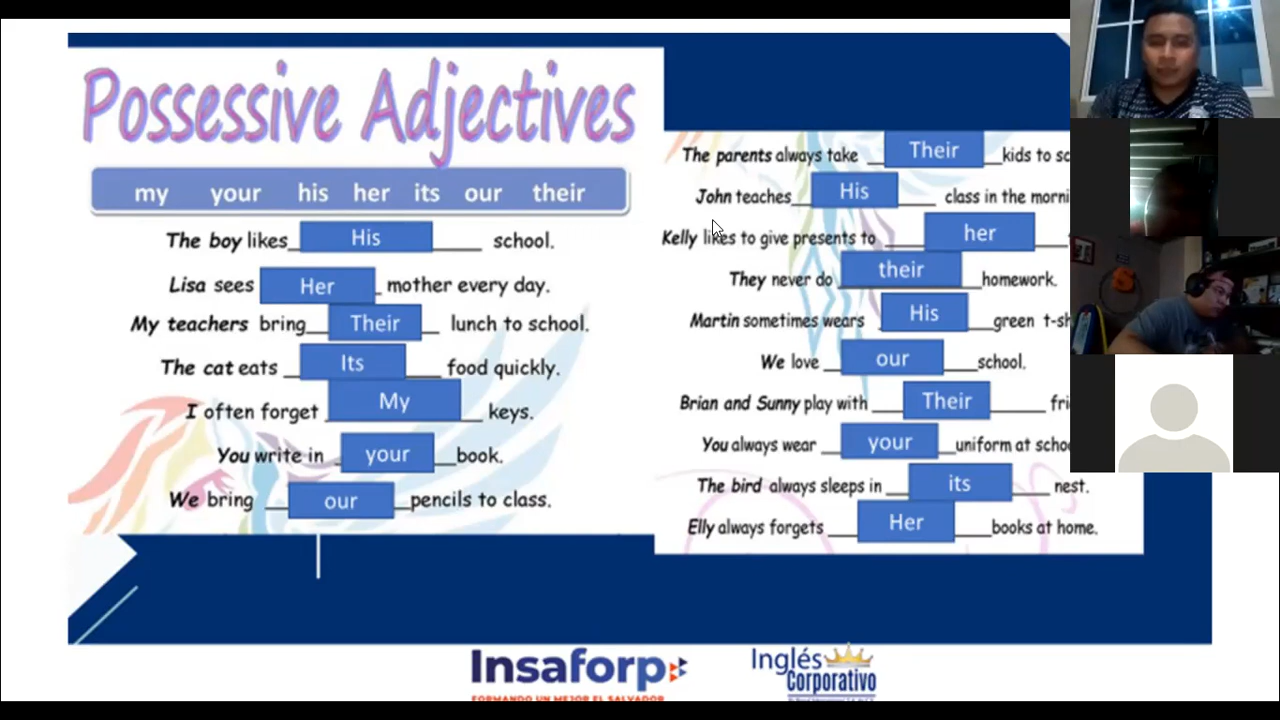 Possessive Adjectives
my your his her its our their
The boy likes His school.
Lisa sees Her mother every day.
My teachers bring Their lunch to school.
The cat eats Its food quickly.
I often forget My keys.
You write in your book.
We bring our pencils to class.
The parents always take Their kids to
John teaches His class in the
Kelly likes to give presents to her
They never do their homework.
Martin sometimes wears His green
We love our school.
Brian and Sunny play with Their
You always wear your uniform at
The bird always sleeps in its nest.
Elly always forgets Her books at home.
Insaforp
FORMANDO UN MEJOR EL SALVADOR
Inglés
Corporativo